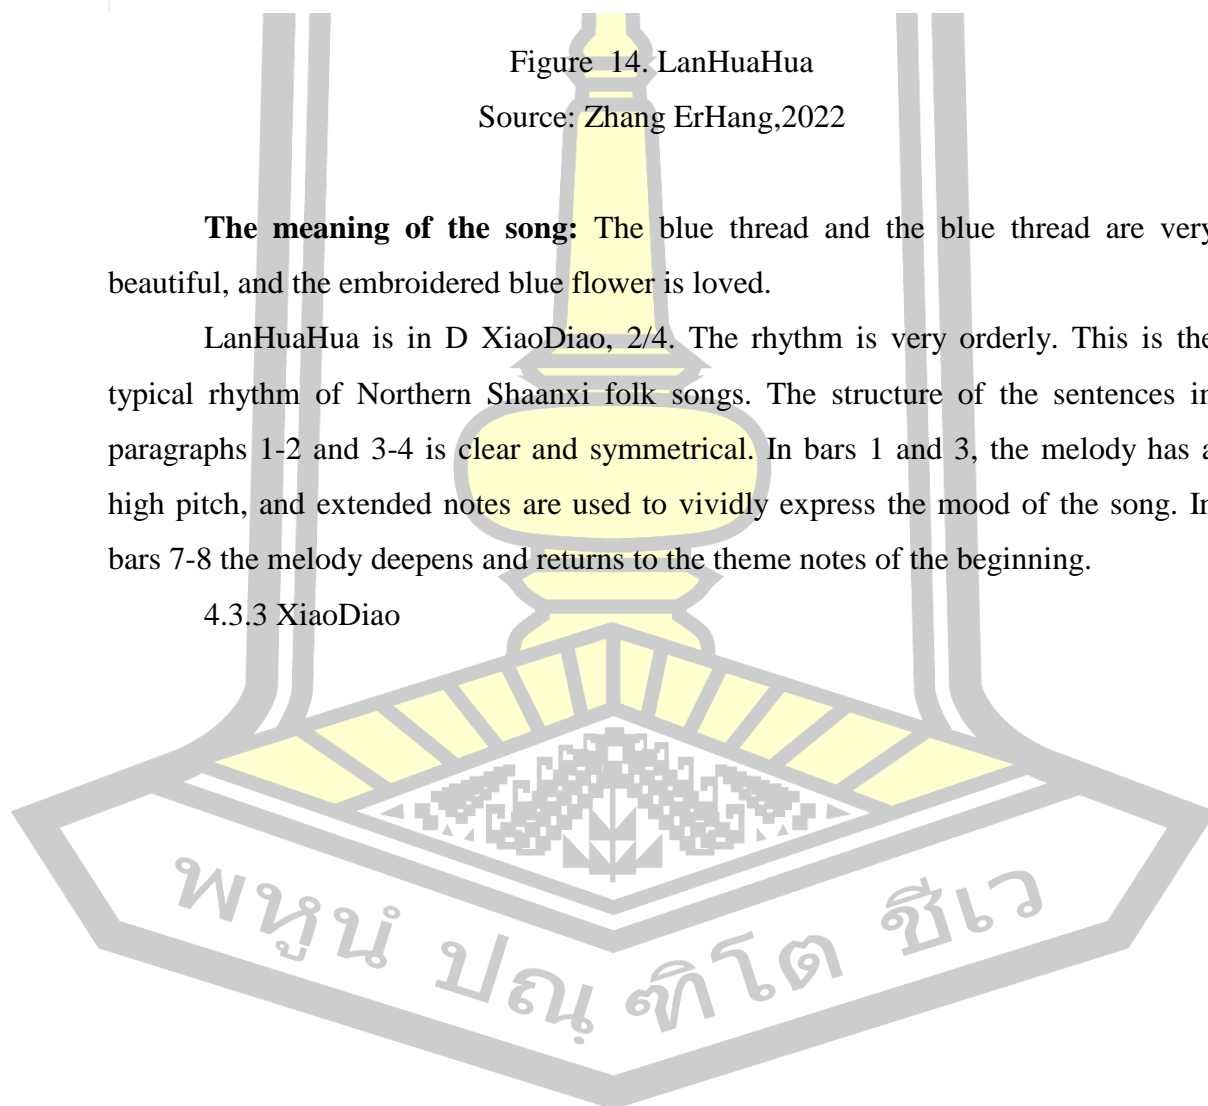 Figure 14. LanHuaHua
Source: Zhang ErHang,2022
The meaning of the song: The blue thread and the blue thread are very
beautiful, and the embroidered blue flower is loved.
LanHuaHua is in D XiaoDiao, 2/4. The rhythm is very orderly. This is the
typical rhythm of Northern Shaanxi folk songs. The structure of the sentences in
paragraphs 1-2 and 3-4 is clear and symmetrical. In bars 1 and 3, the melody has a
high pitch, and extended notes are used to vividly express the mood of the song. In
bars 7-8 the melody deepens and returns to the theme notes of the beginning.
4.3.3 XiaoDiao
พหูนํ ปณฺฑิโต ชีเว